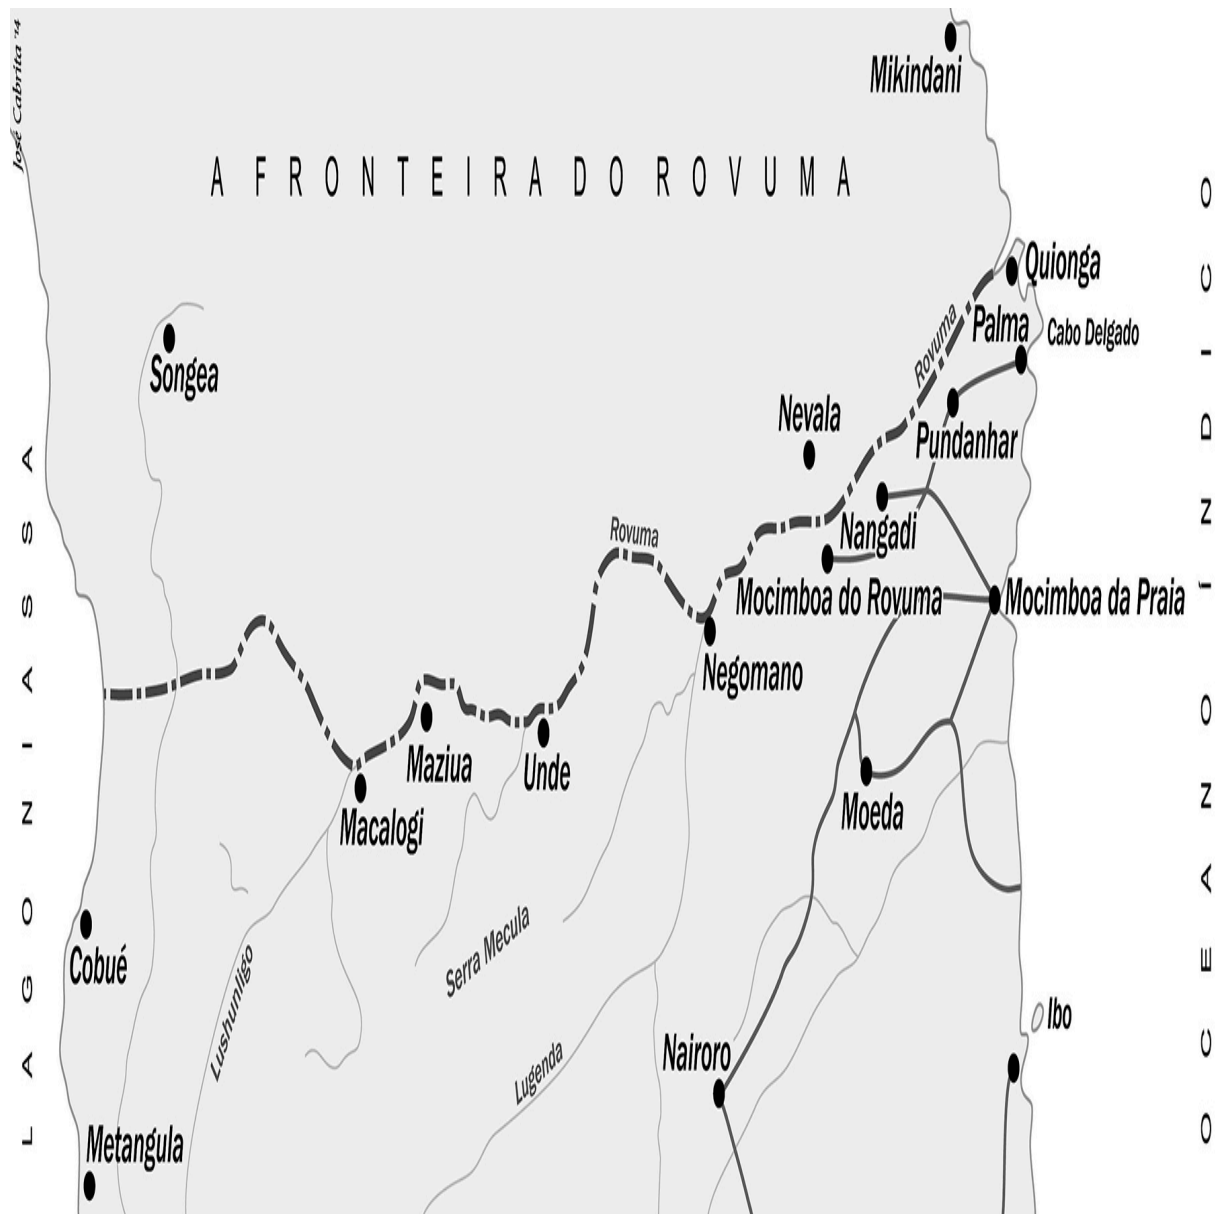 José Cabrita '14
Mikindani
A FRONTEIRA DO ROVUMA
Quionga
Palma
Cabo Delgado
Rovuma
Songea
Nevala
Pundanhar
Nangadi
Rovuma
Mocimboa do Rovuma
Mocimboa da Praia
Negomano
Maziua
Unde
Macalogi
Moeda
Cobué
Serra Mecula
Lushunligo
Lugenda
Ibo
Nairoro
Metangula
LAGO NIASSA
OCEANO ÍNDICO